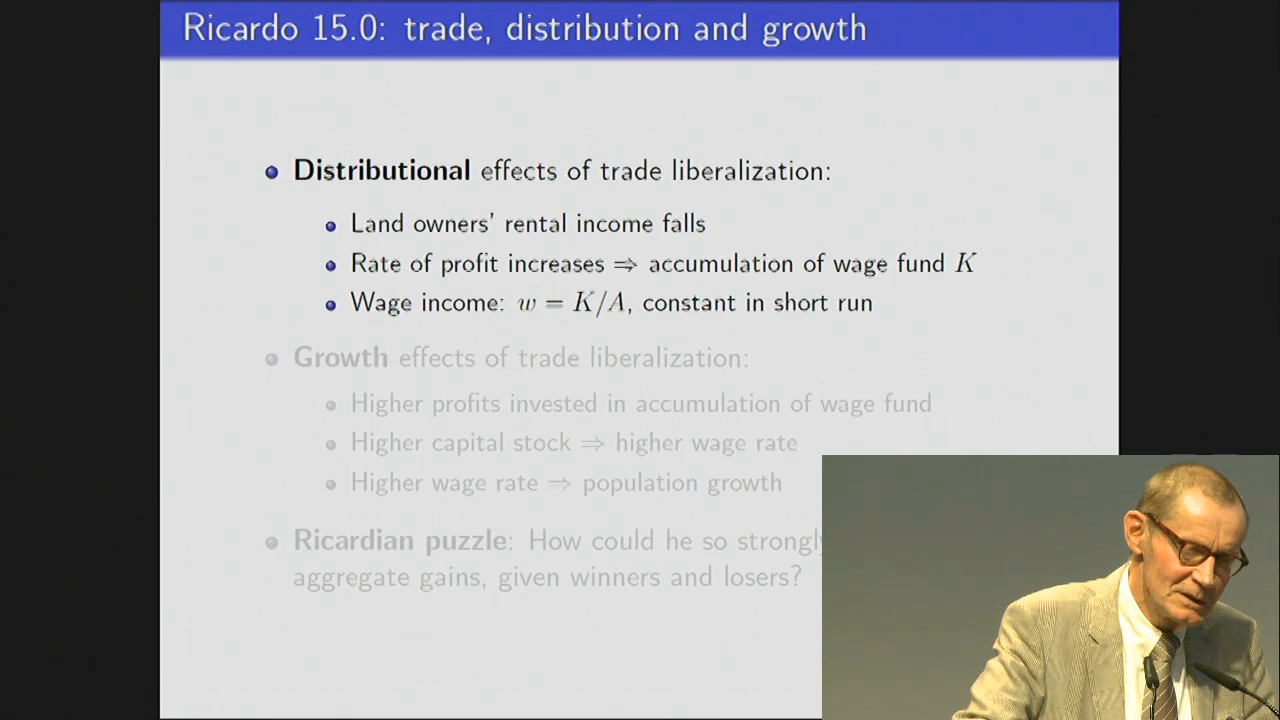 Ricardo 15.0: trade, distribution and growth
Distributional effects of trade liberalization:
Land owners' rental income falls
Rate of profit increases ⇒ accumulation of wage fund K
Wage income: w = K/A, constant in short run
Growth effects of trade liberalization:
Higher profits invested in accumulation of wage fund
Higher capital stock ⇒ higher wage rate
Higher wage rate ⇒ population growth
Ricardian puzzle: How could he so strongly
aggregate gains, given winners and losers?